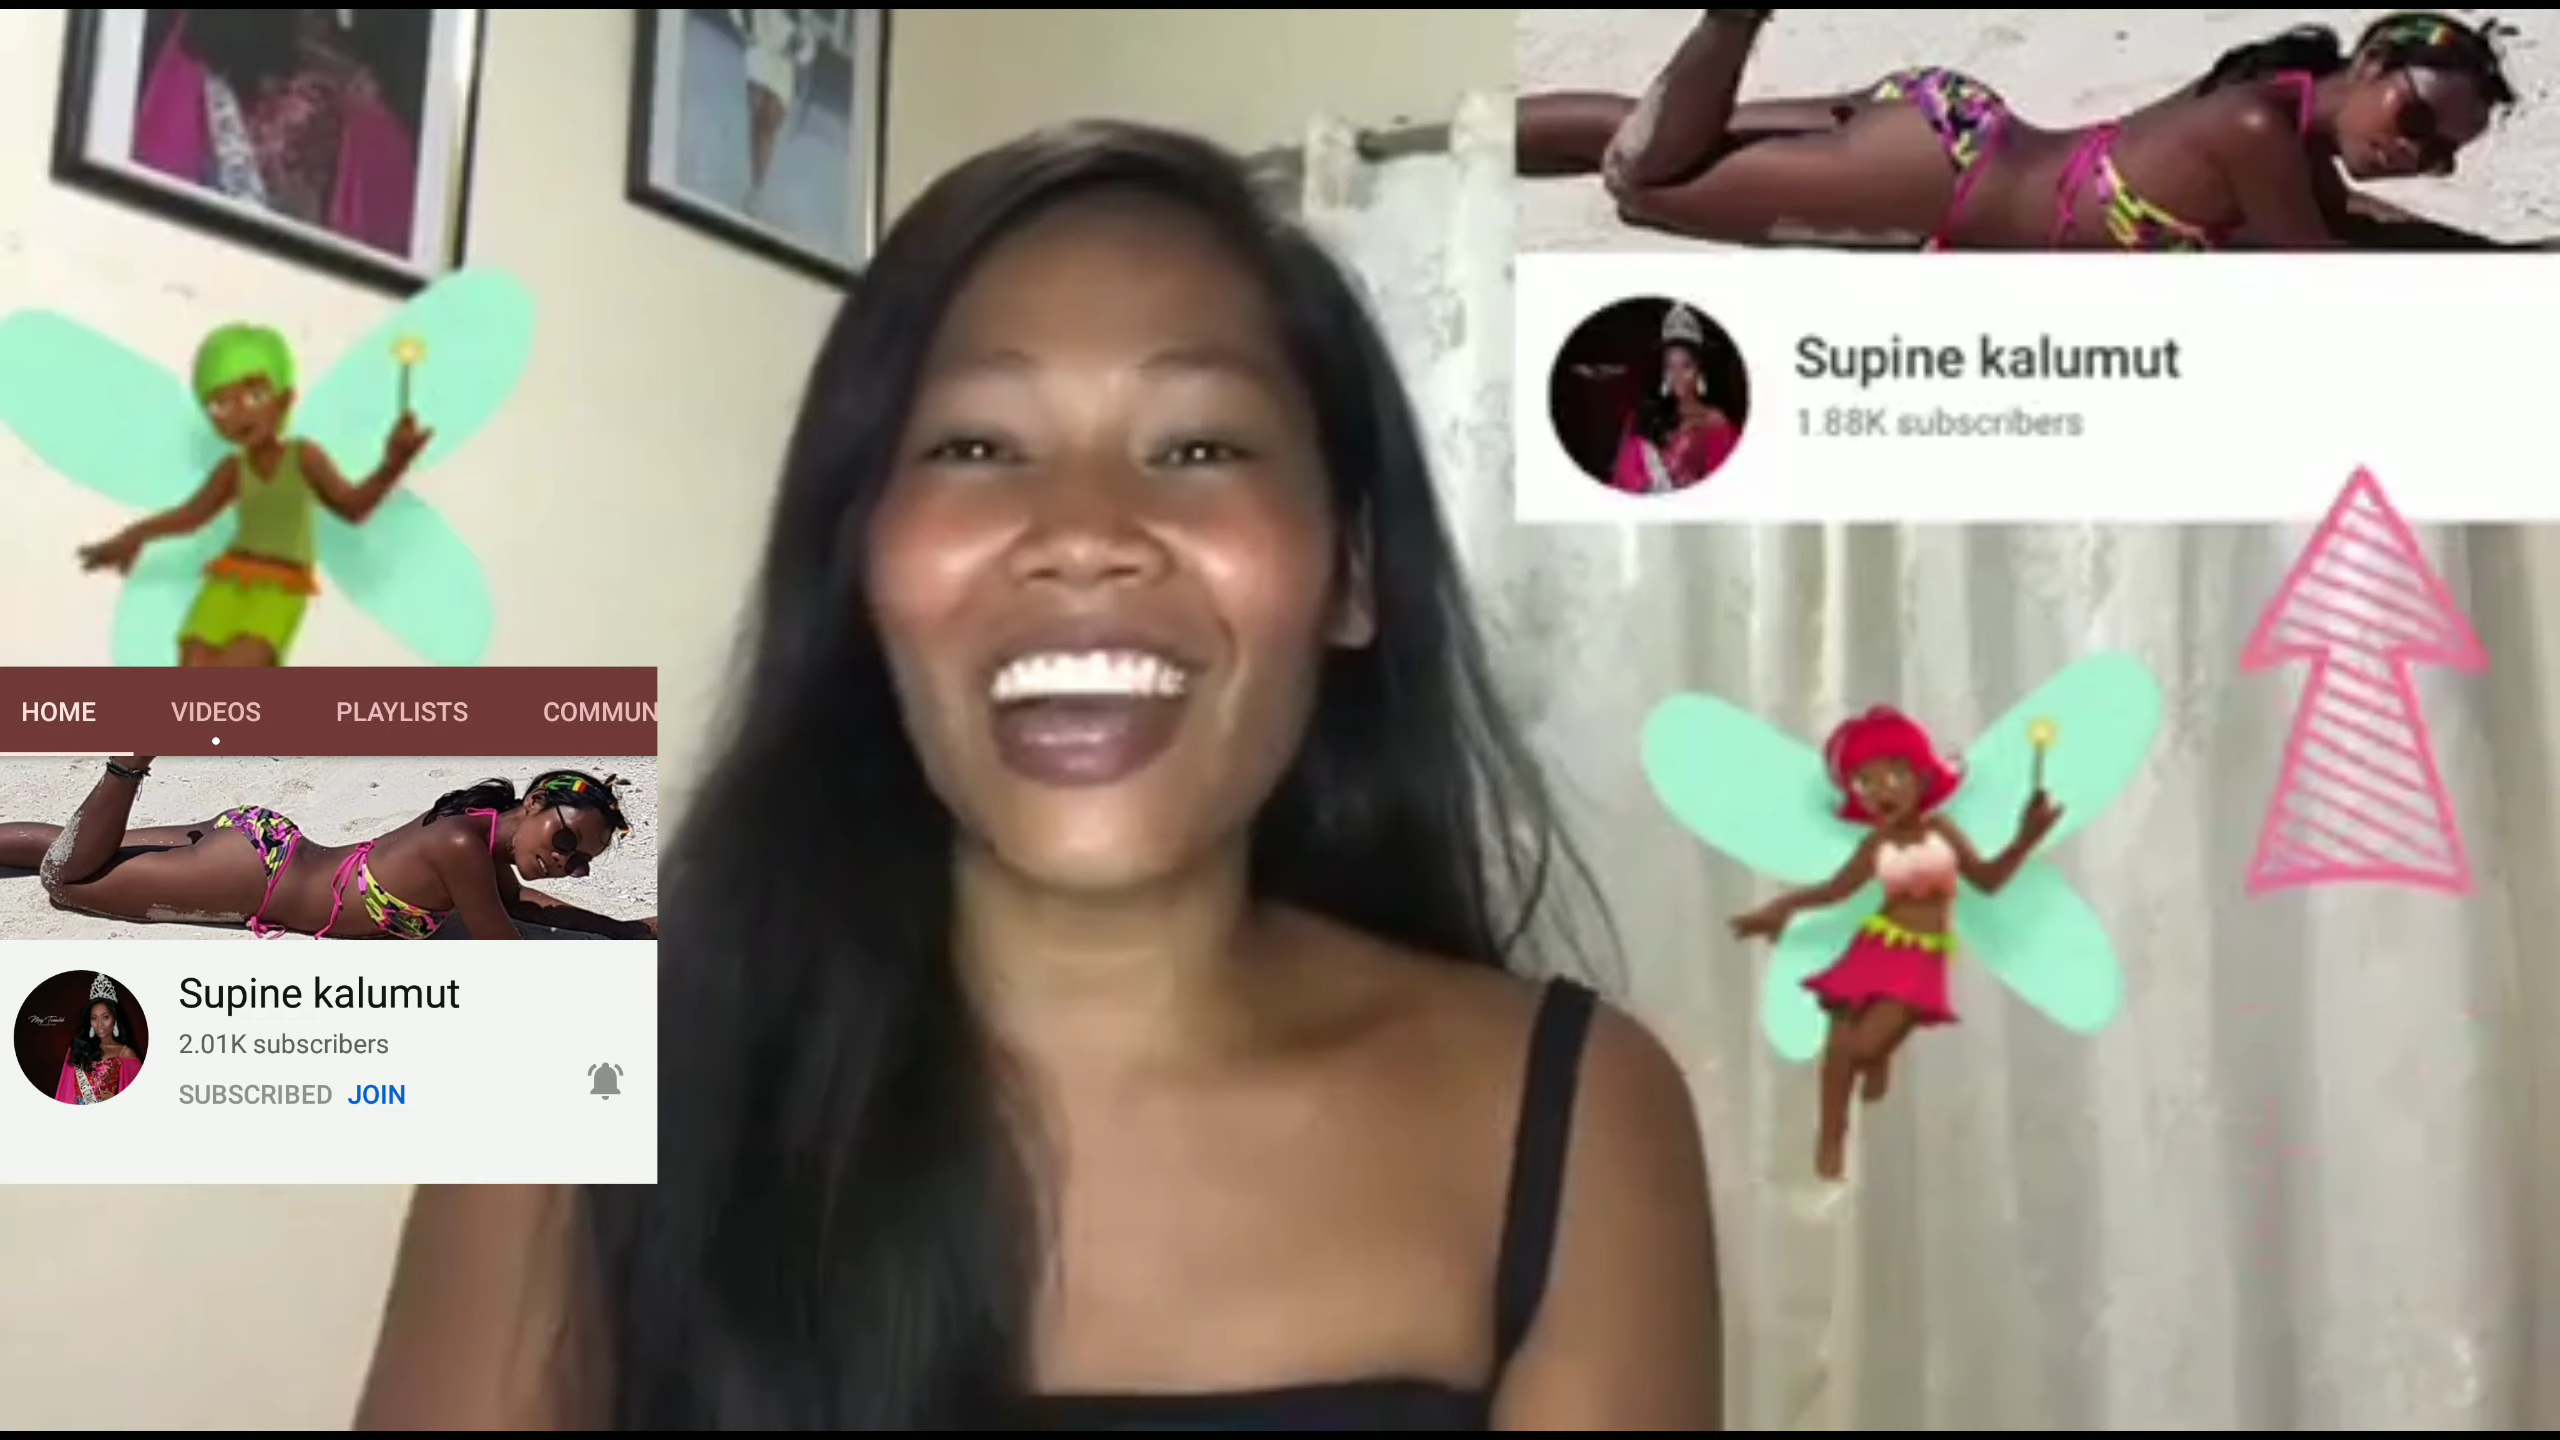 Supine kalumut
1.88K subscribers
HOME VIDEOS PLAYLISTS COMMUN
Supine kalumut
2.01K subscribers
SUBSCRIBED JOIN